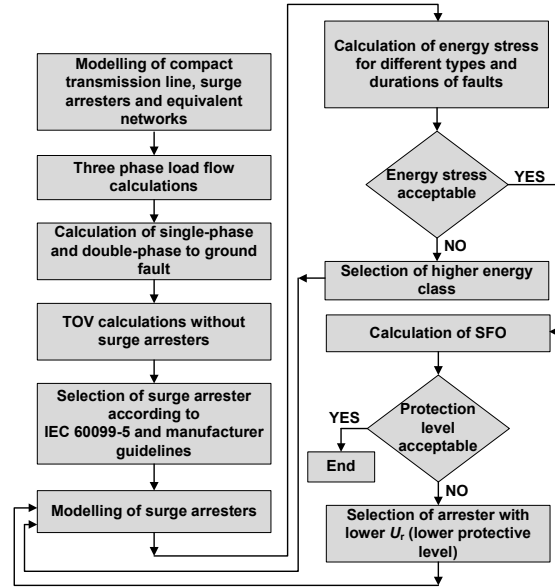 Modelling of compact
transmission line, surge
arresters and equivalent
networks
Three phase load flow
calculations
Calculation of single-phase
and double-phase to ground
fault
TOV calculations without
surge arresters
Selection of surge arrester
according to
IEC 60099-5 and manufacturer
guidelines
Modelling of surge arresters
Calculation of energy stress
for different types and
durations of faults
Energy stress
acceptable
YES
NO
Selection of higher energy
class
Calculation of SFO
Protection
level
acceptable
YES
End
NO
Selection of arrester with
lower Ur (lower protective
level)